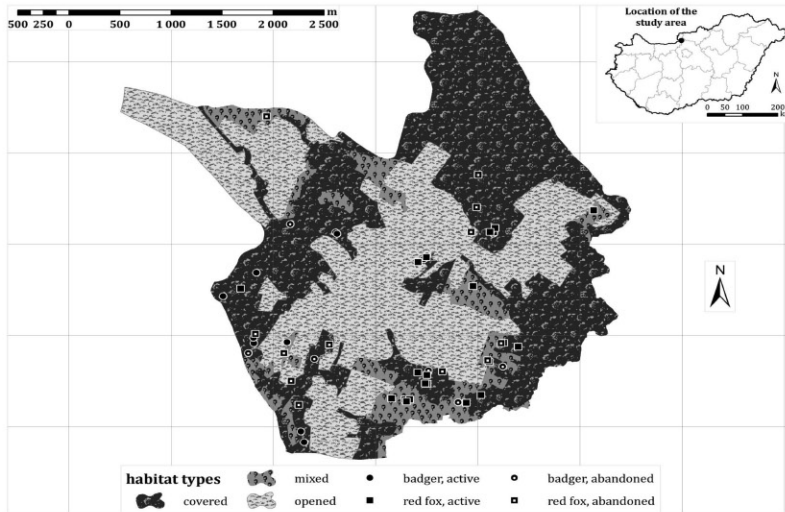 500 250 0 500 1 000 1 500 2 000 2 500 m
Location of the
study area
N
0 50 100 200
km
N
habitat types
mixed
badger, active
badger, abandoned
covered
opened
red fox, active
red fox, abandoned